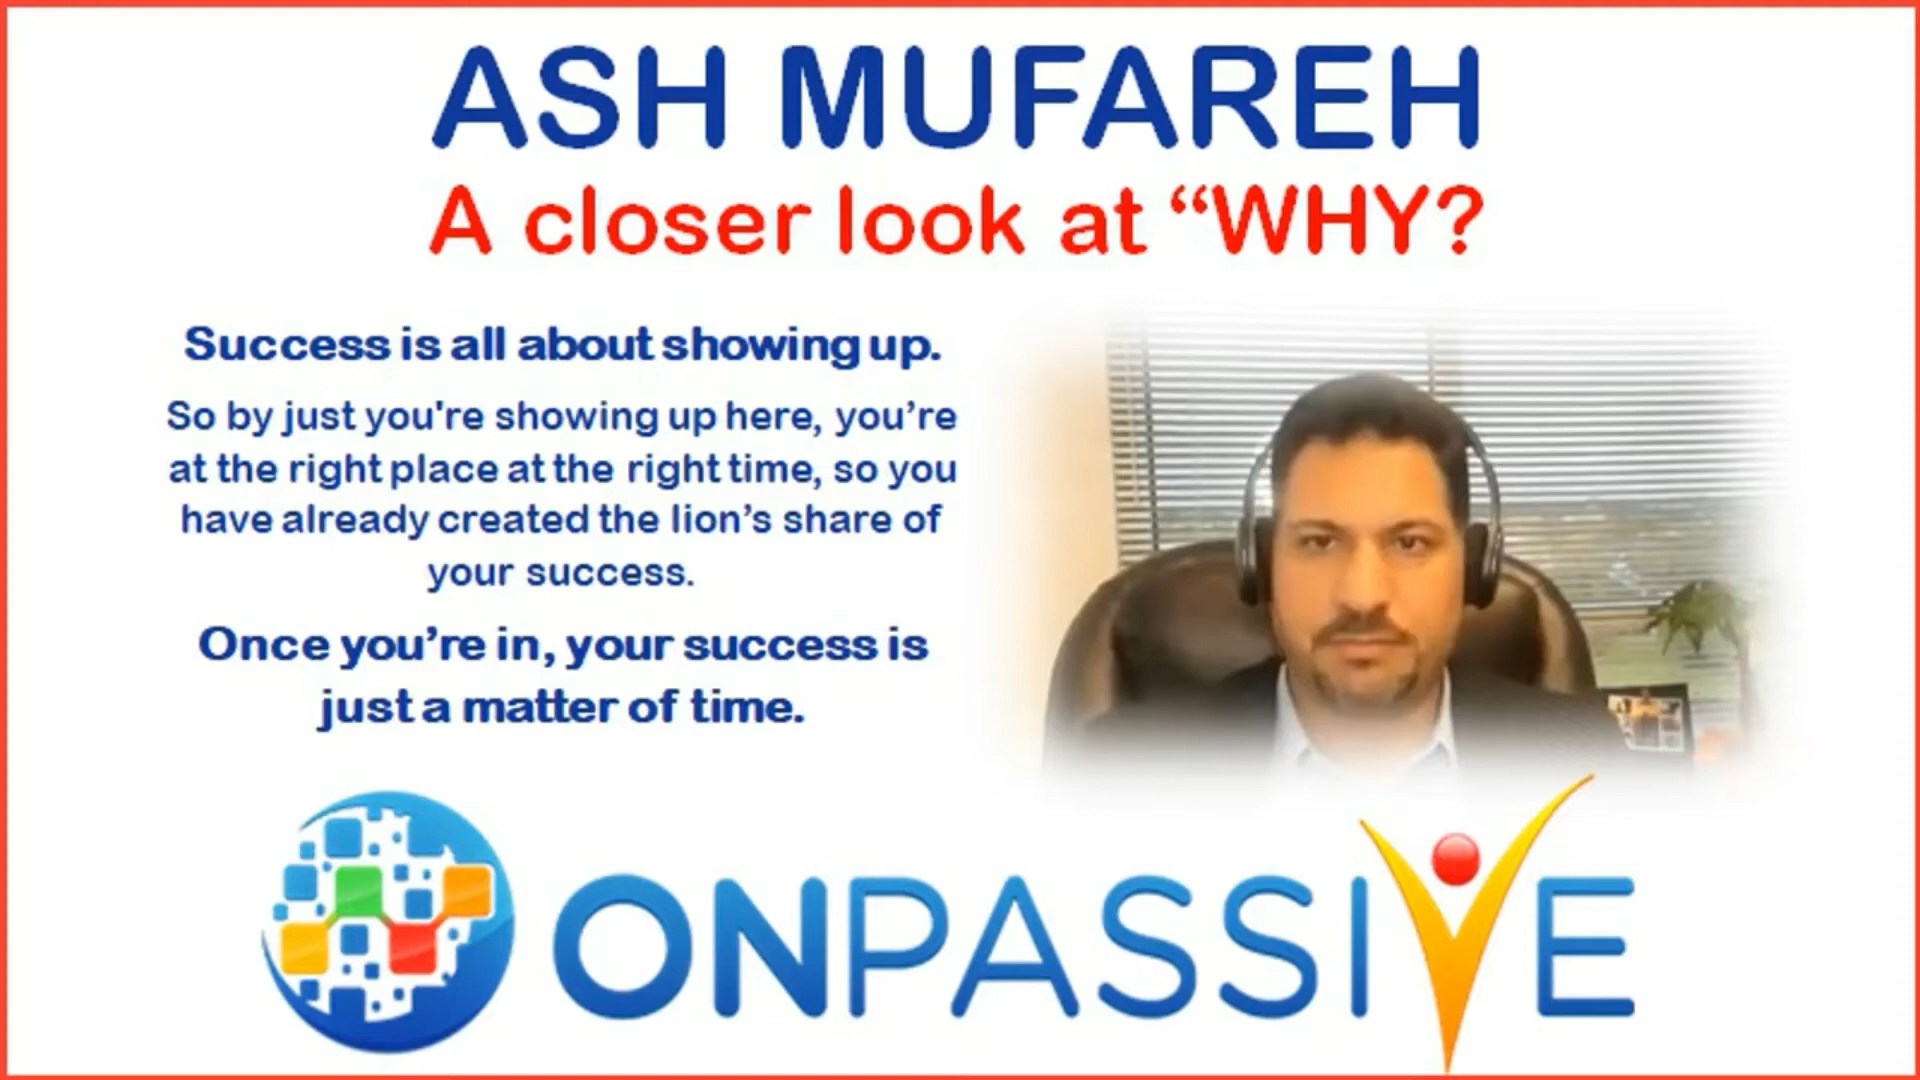 ASH MUFAREH
A closer look at “WHY?
Success is all about showing up.
So by just you're showing up here, you’re
at the right place at the right time, so you
have already created the lion’s share of
your success.
Once you’re in, your success is
just a matter of time.
ONPASSIVE